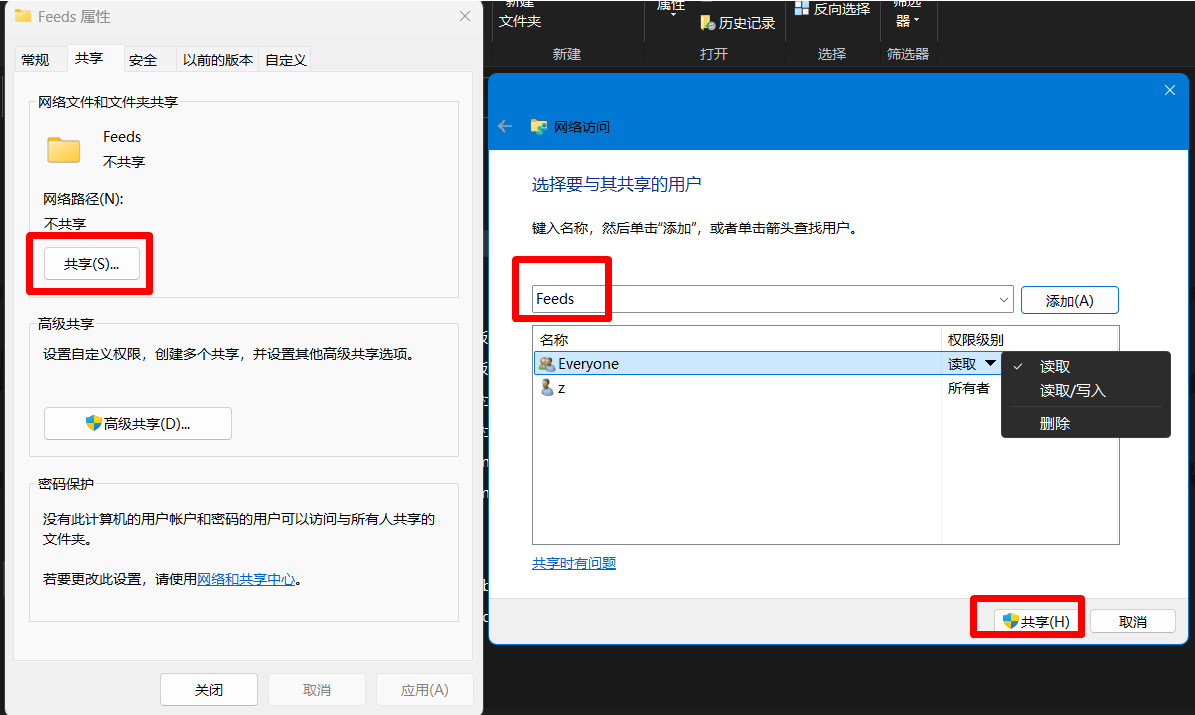 Feeds 属性
常规
共享
安全
以前的版本
自定义
网络文件和文件夹共享
Feeds
不共享
网络路径(N):
不共享
共享(S)...
高级共享
设置自定义权限，创建多个共享，并设置其他高级共享选项。
高级共享(D)...
密码保护
没有此计算机的用户帐户和密码的用户可以访问与所有人共享的
文件夹。
若要更改此设置，请使用网络和共享中心。
关闭
取消
应用(A)
新建
文件夹
属性
历史记录
反向选择
筛选
器
新建
打开
选择
筛选器
网络访问
选择要与其共享的用户
键入名称，然后单击“添加”，或者单击箭头查找用户。
Feeds
添加(A)
名称
权限级别
Everyone
读取
z
所有者
读取
读取/写入
删除
共享时有问题
共享(H)
取消